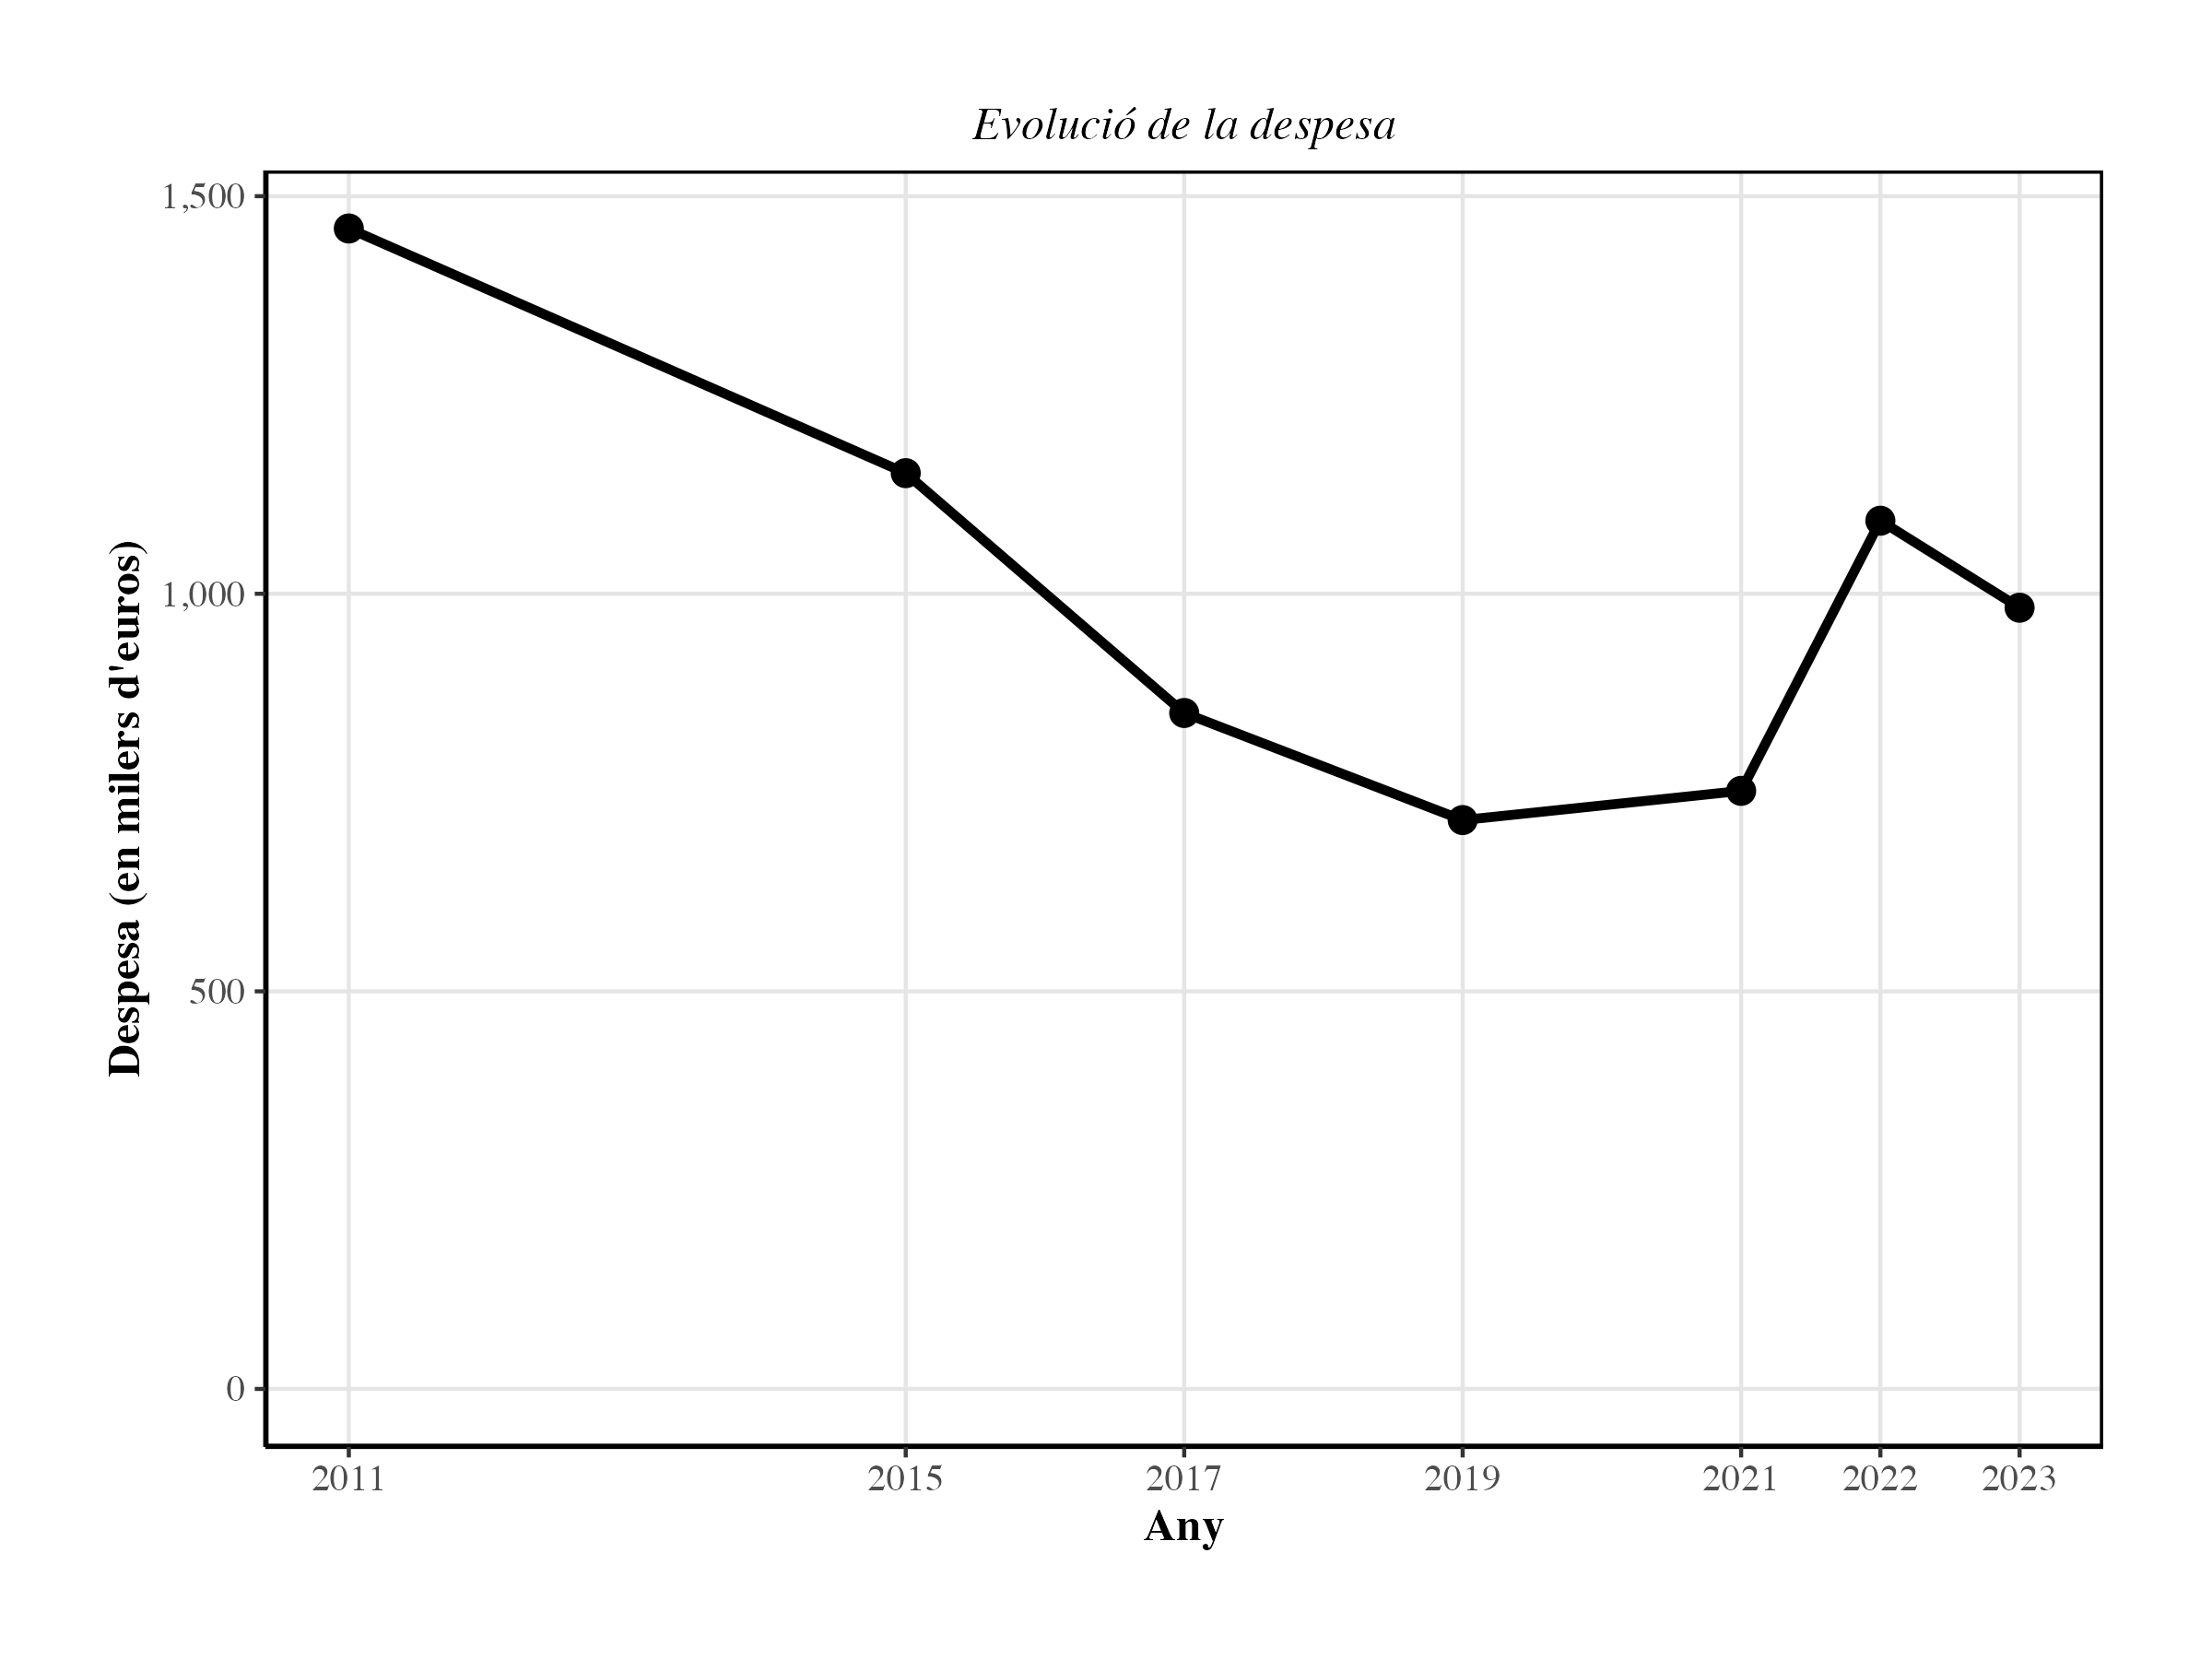 Evolució de la despesa
1,500
1,000
500
0
Despesa (en milers d'euros)
2011 2015 2017 2019 2021 2022 2023
Any